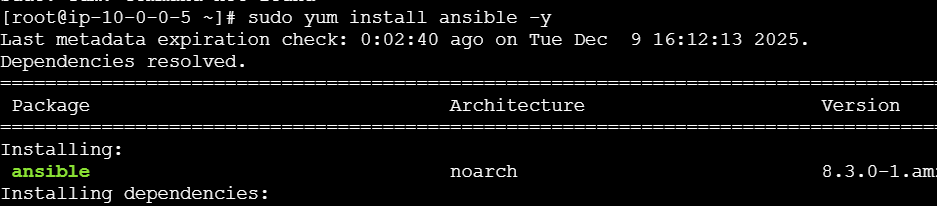 [root@ip-10-0-0-5 ~]# sudo yum install ansible -y
Last metadata expiration check: 0:02:40 ago on Tue Dec  9 16:12:13 2025.
Dependencies resolved.
================================================================================
 Package                        Architecture                Version
================================================================================
Installing:
 ansible                        noarch                      8.3.0-1.am
Installing dependencies: